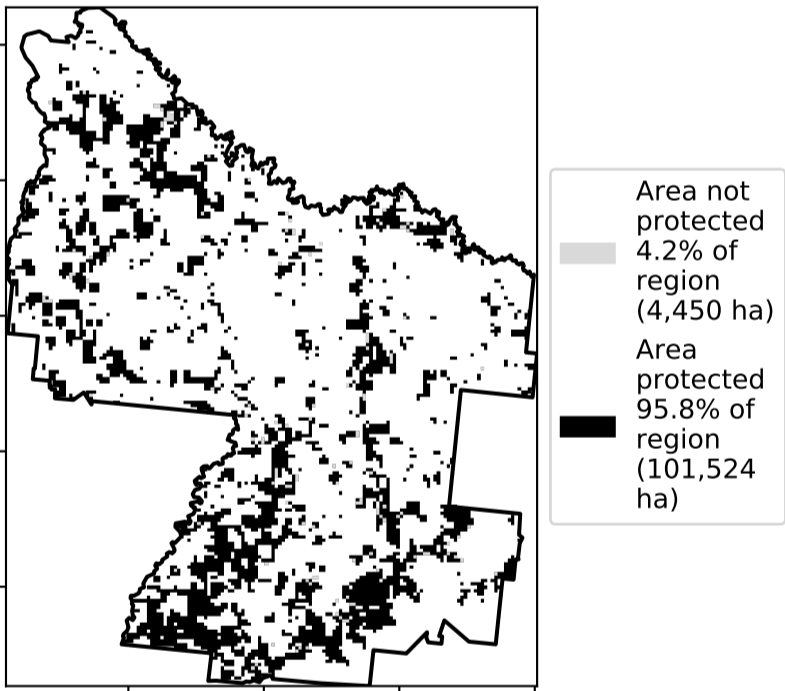 Area not
protected
4.2% of
region
(4,450 ha)
Area
protected
95.8% of
region
(101,524
ha)